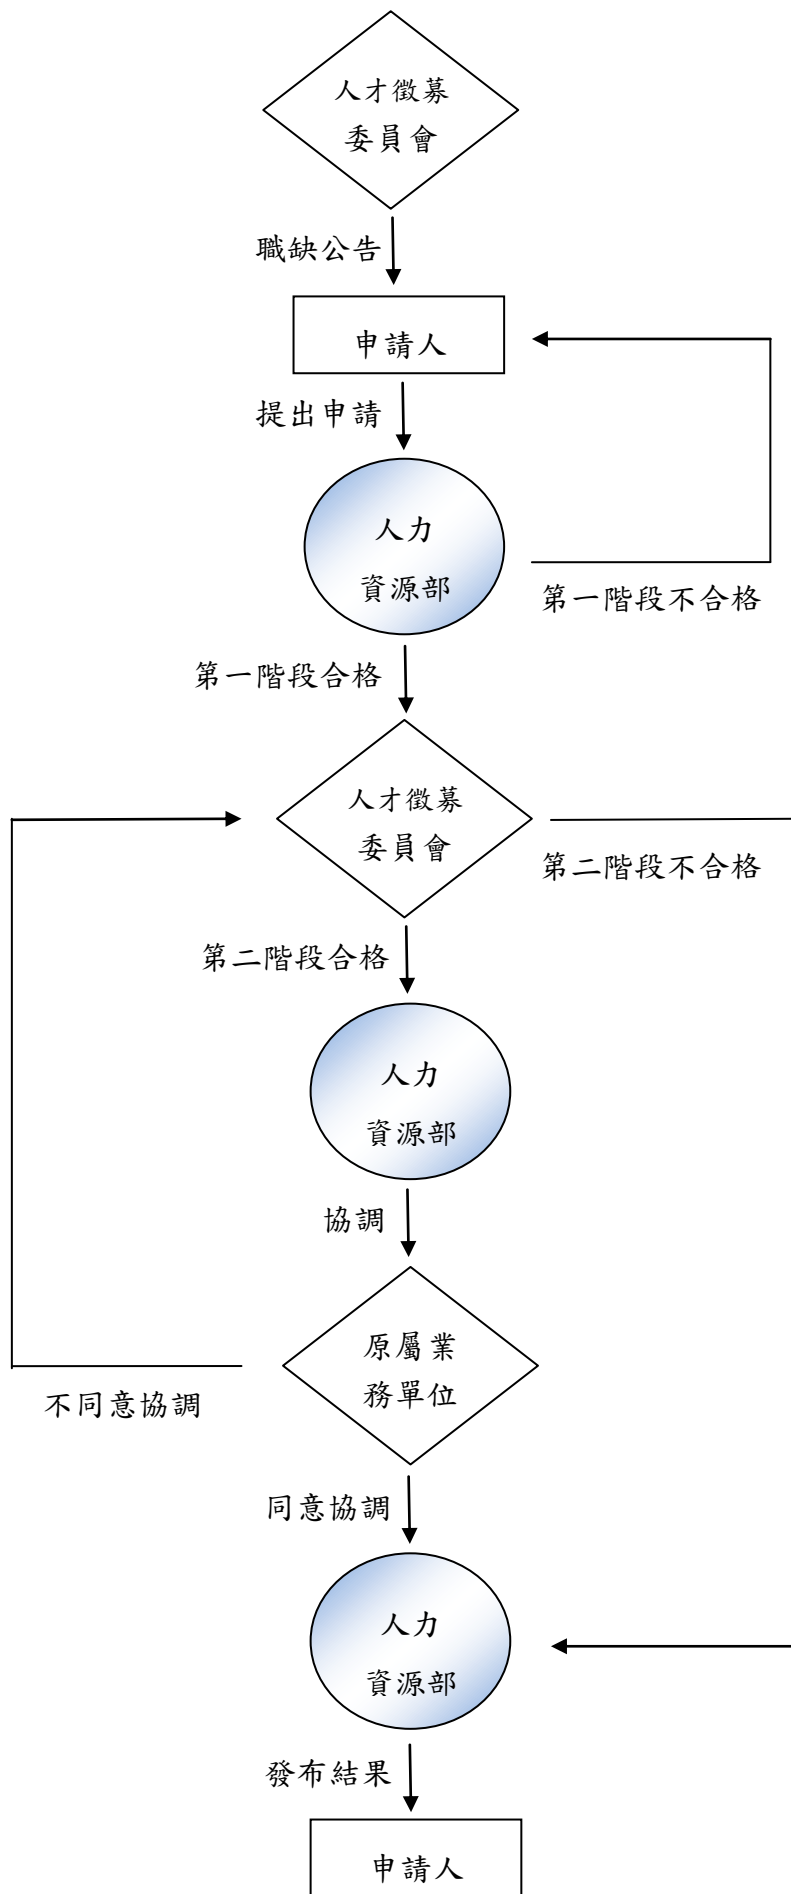 人才徵募
委員會
職缺公告
申請人
提出申請
人力
資源部
第一階段不合格
第一階段合格
人才徵募
委員會
第二階段不合格
第二階段合格
人力
資源部
協調
原屬業
務單位
不同意協調
同意協調
人力
資源部
發布結果
申請人